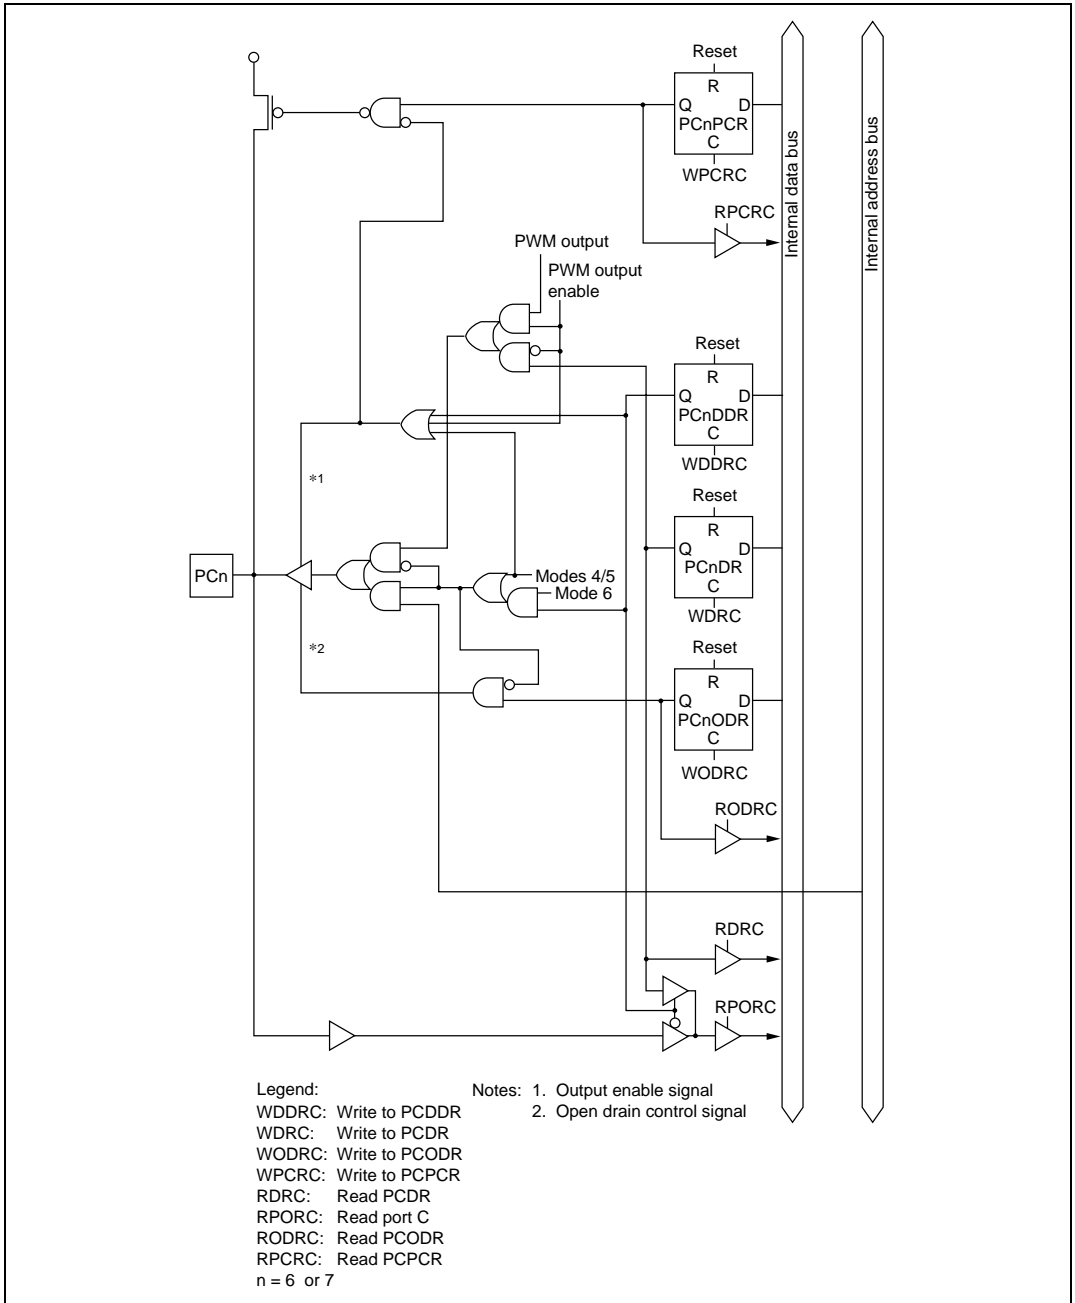 Reset
R
Q D
PCnPCR
C
WPCRC
RPCRC
Internal data bus
Internal address bus
PWM output
PWM output
enable
Reset
R
Q D
PCnDDR
C
WDDRC
*1
Reset
R
Q D
PCnDR
C
WDRC
PCn
Modes 4/5
Mode 6
*2
Reset
R
Q D
PCnODR
C
WODRC
RODRC
RDRC
RPORC
Legend:
WDDRC: Write to PCDDR
WDRC: Write to PCDR
WODRC: Write to PCODR
WPCRC: Write to PCPCR
RDRC: Read PCDR
RPORC: Read port C
RODRC: Read PCODR
RPCRC: Read PCPCR
n = 6 or 7
Notes: 1. Output enable signal
2. Open drain control signal